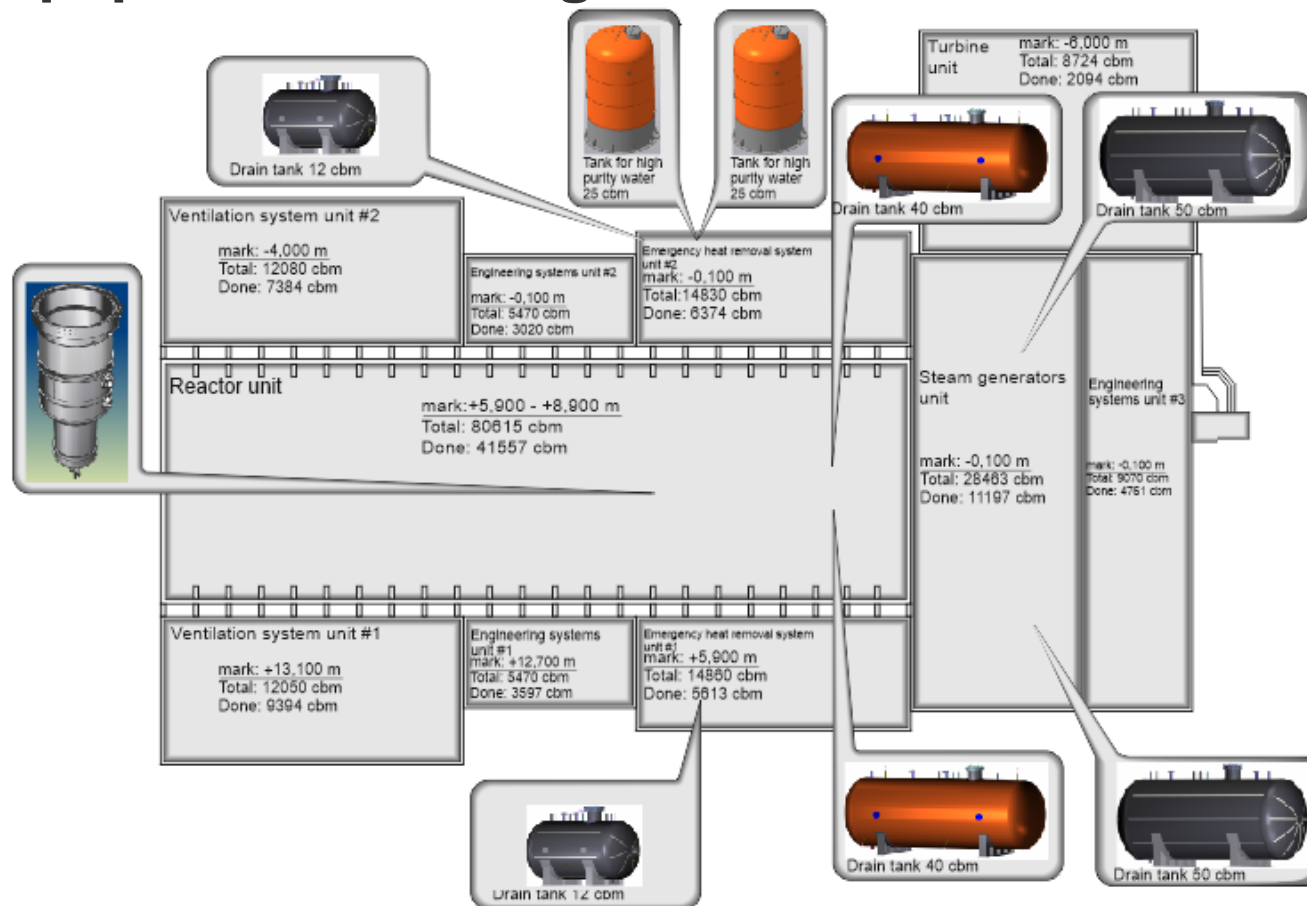 Turbine
unit
mark: -6,000 m
Total: 8724 cbm
Done: 2094 cbm
Drain tank 12 cbm
Tank for high
purity water
25 cbm
Tank for high
purity water
25 cbm
Drain tank 40 cbm
Drain tank 50 cbm
Ventilation system unit #2
mark: -4,000 m
Total: 12080 cbm
Done: 7384 cbm
Engineering systems unit #2
mark: -0,100 m
Total: 5470 cbm
Done: 3020 cbm
Emergency heat removal system
unit #2
mark: -0,100 m
Total:14830 cbm
Done: 6374 cbm
Reactor unit
mark:+5,900 - +8,900 m
Total: 80615 cbm
Done: 41557 cbm
Steam generators
unit
mark: -0,100 m
Total: 28463 cbm
Done: 11197 cbm
Engineering
systems unit #3
mark: -0,100 m
Total: 9070 cbm
Done: 4751 cbm
Ventilation system unit #1
mark: +13,100 m
Total: 12050 cbm
Done: 9394 cbm
Engineering systems
unit #1
mark: +12,700 m
Total: 5470 cbm
Done: 3597 cbm
Emergency heat removal system
unit #1
mark: +5,900 m
Total: 14860 cbm
Done: 5613 cbm
Drain tank 12 cbm
Drain tank 40 cbm
Drain tank 50 cbm